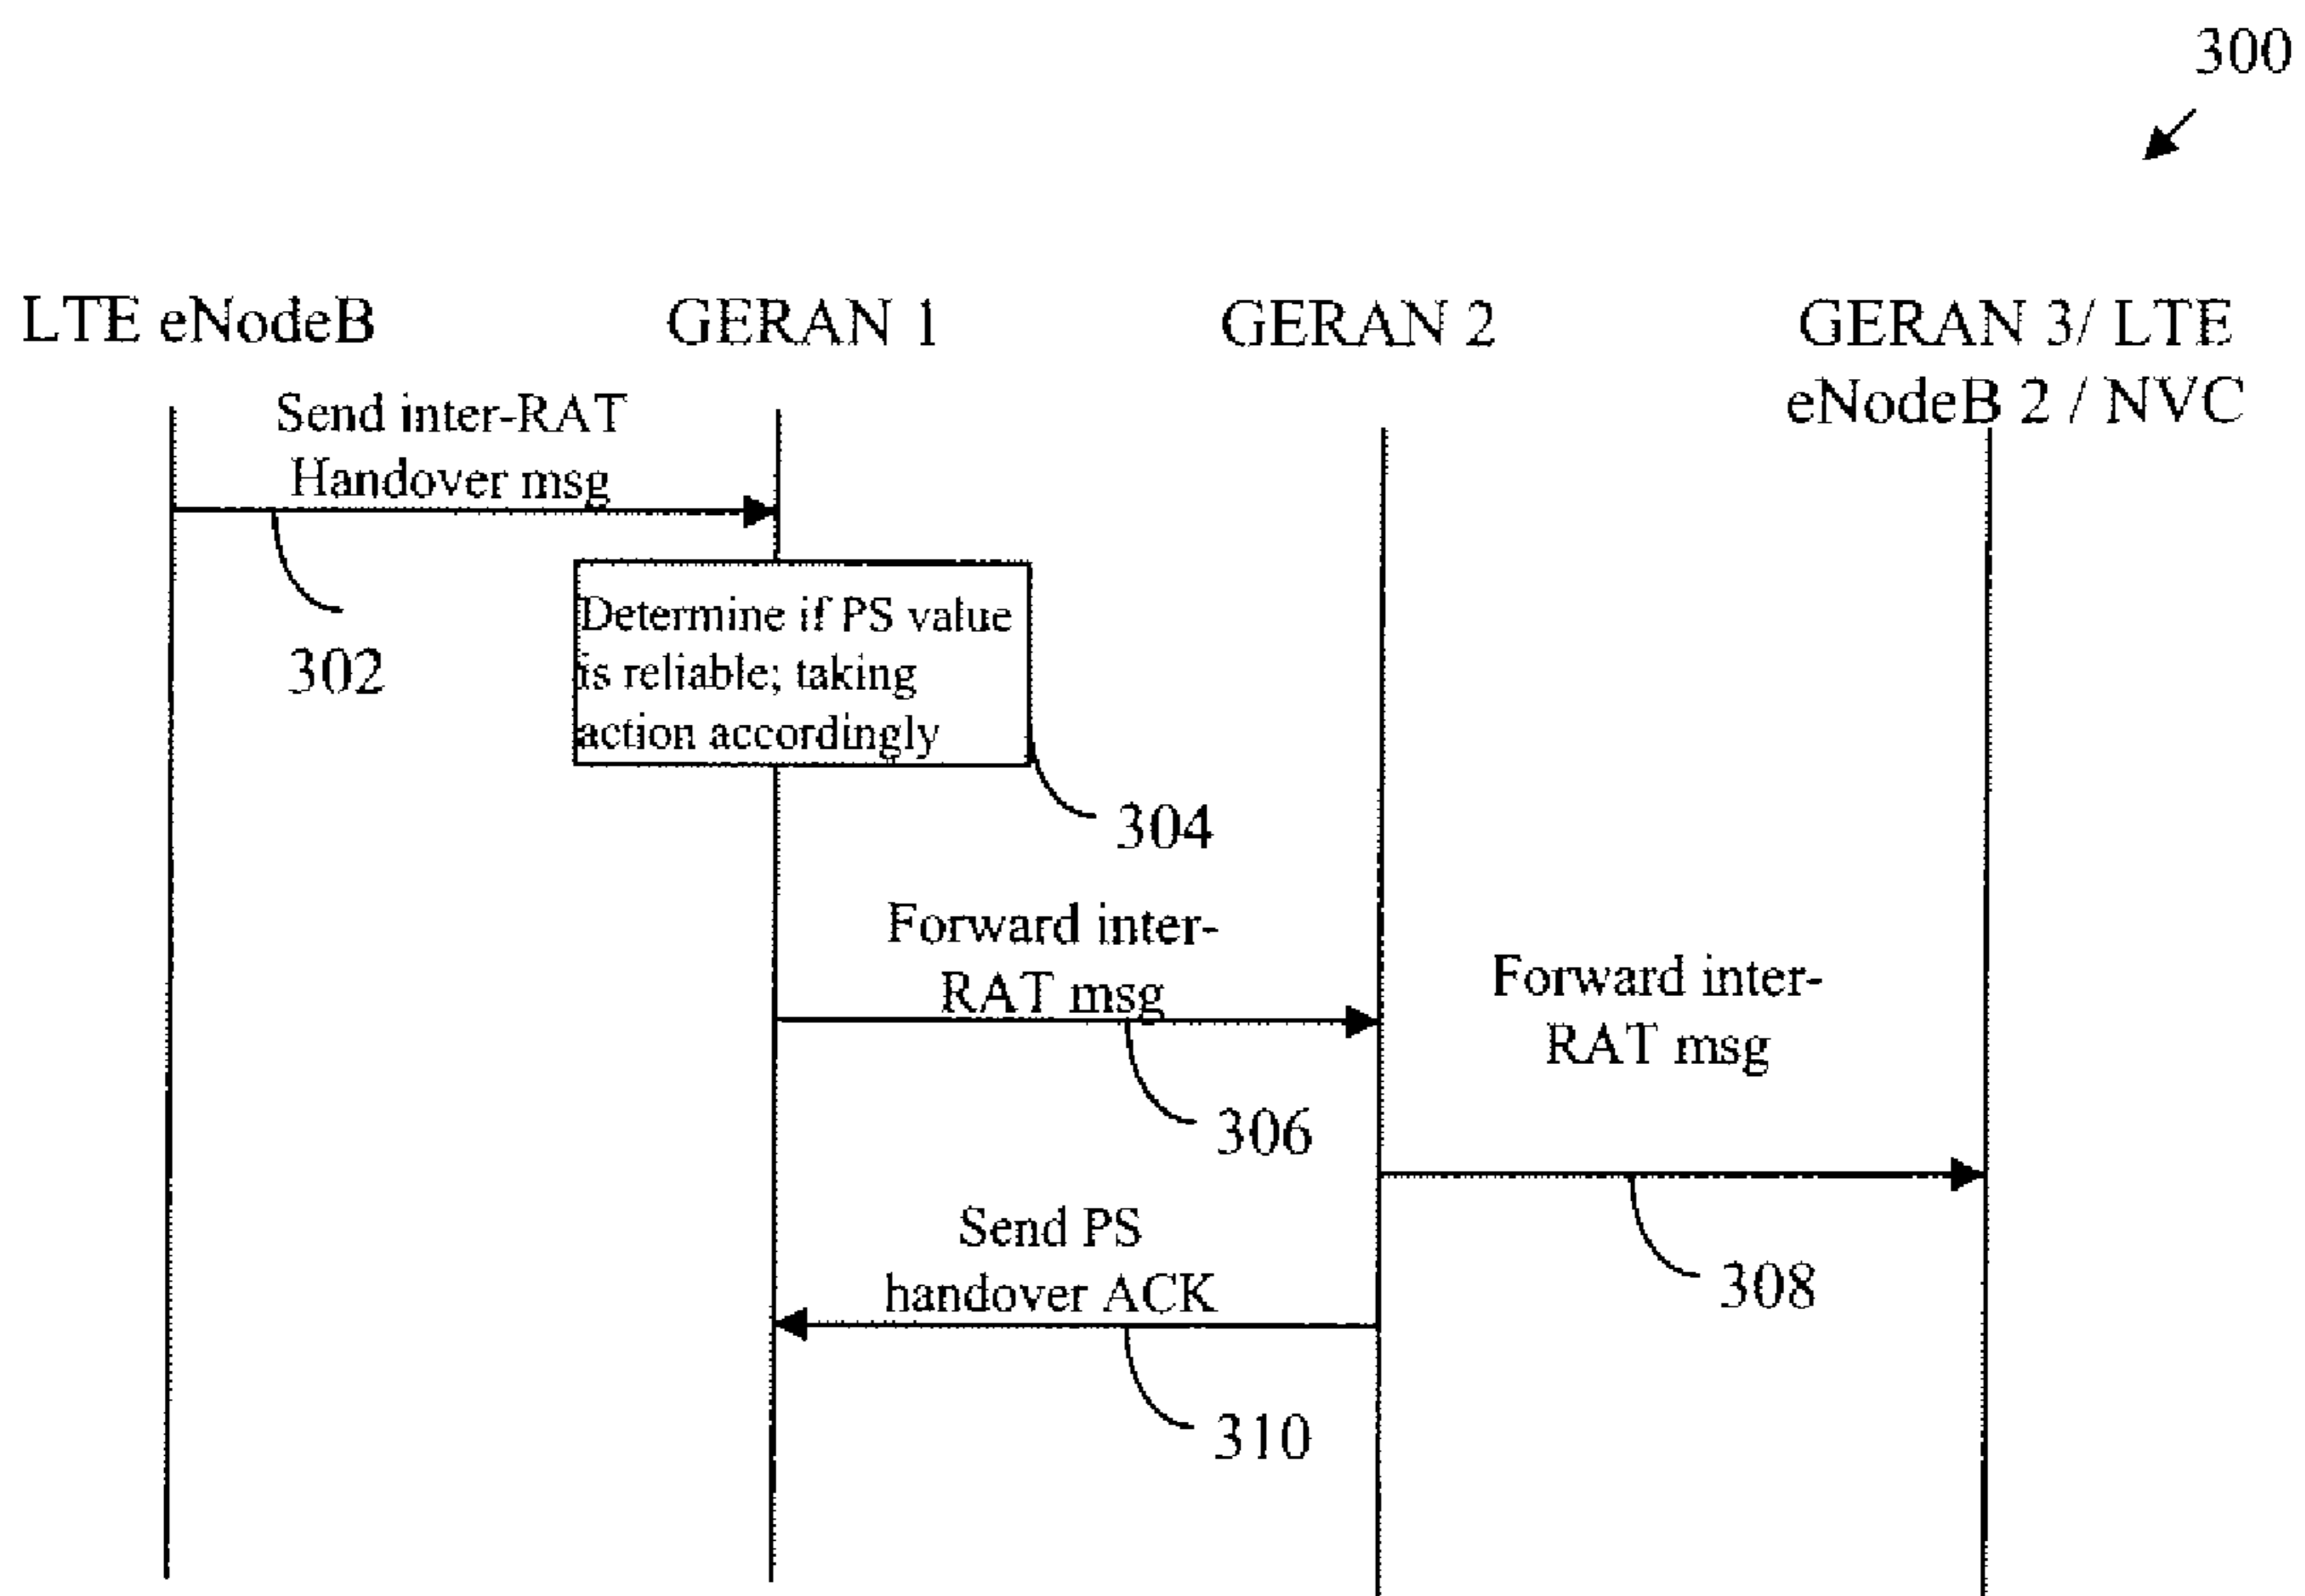 300
LTE eNodeB
GERAN 1
GERAN 2
GERAN 3/ LTE
eNodeB 2 / NVC
Send inter-RAT
Handover msg
302
Determine if PS value
is reliable; taking
action accordingly
304
Forward inter-
RAT msg
306
Forward inter-
RAT msg
308
Send PS
handover ACK
310